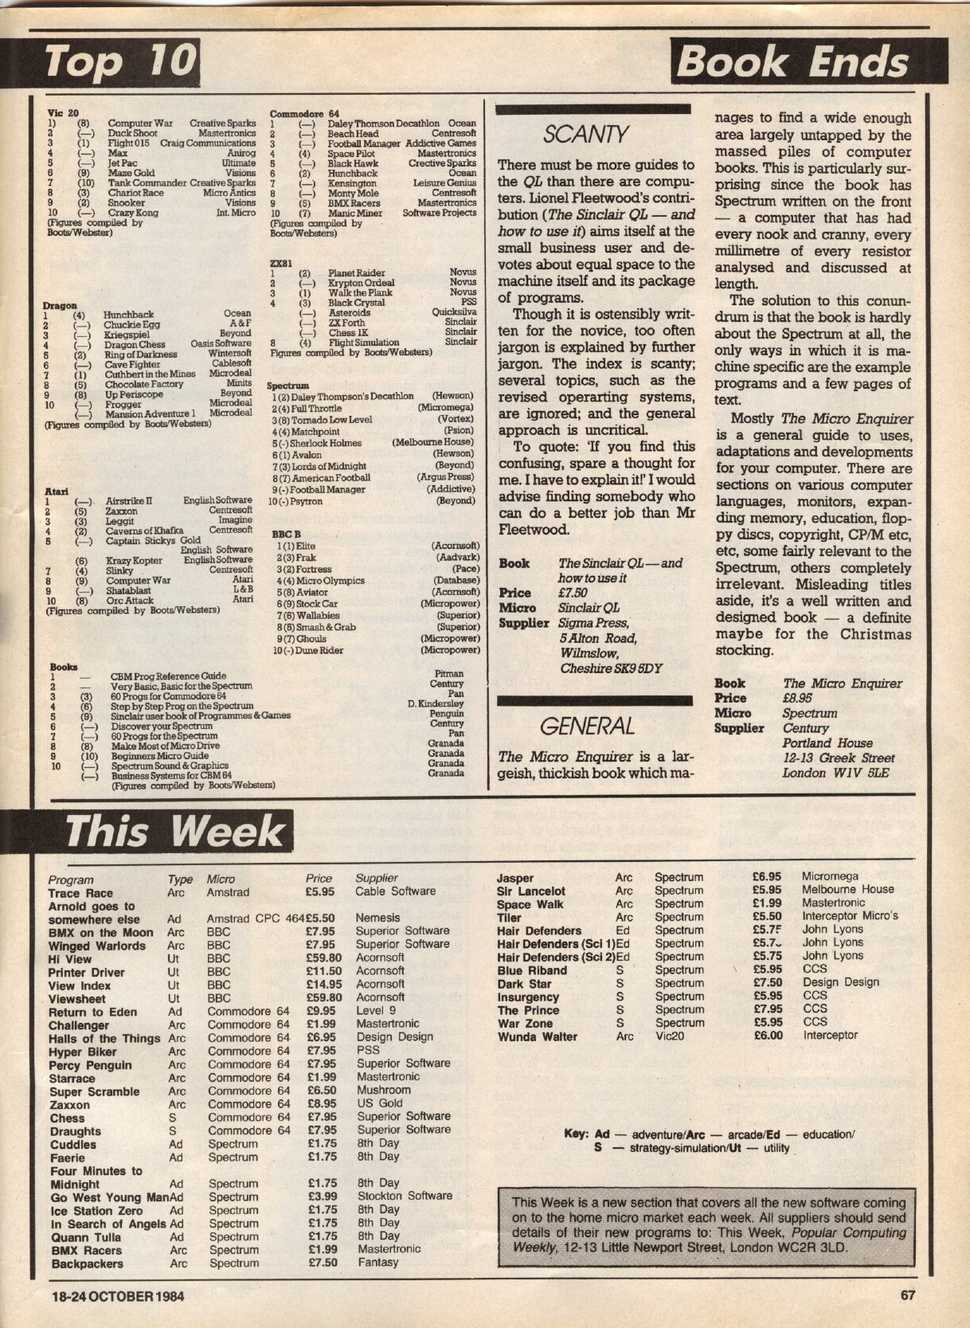 Top 10
Book Ends
Vic 20
1) (8) Computer War Creative Sparks
2 (—) Duck Shoot Mastertronics
3 (1) Flight 015 Craig Communications
4 (—) Max Anirog
5 (—) Jet Pac Ultimate
6 (9) Maze Gold Visions
7 (10) Tank Commander Creative Sparks
8 (3) Chariot Race Micro Antics
9 (2) Snooker Visions
10 (—) Crazy Kong Int. Micro
(Figures compiled by
Boots/Webster)
Dragon
1 (4) Hunchback Ocean
2 (—) Chuckie Egg A & F
3 (—) Kriegspiel Beyond
4 (—) Dragon Chess Oasis Software
5 (2) Ring of Darkness Wintersoft
6 (—) Cave Fighter Cablesoft
7 (1) Cuthbert in the Mines Microdeal
8 (5) Chocolate Factory Minits
9 (8) Up Periscope Beyond
10 (—) Frogger Microdeal
(—) Mansion Adventure 1 Microdeal
(Figures compiled by Boots/Websters)
Atari
1 (—) Airstrike II English Software
2 (5) Zaxxon Centresoft
3 (3) Leggit Imagine
4 (2) Caverns of Khafka Centresoft
5 (—) Captain Stickys Gold
English Software
(6) Krazy Kopter English Software
7 (4) Slinky Centresoft
8 (9) Computer War Atari
9 (—) Shatablast L & B
10 (8) Orc Attack Atari
(Figures compiled by Boots/Websters)
Commodore 64
1 (—) Daley Thomson Decathlon Ocean
2 (—) Beach Head Centresoft
3 (—) Football Manager Addictive Games
4 (4) Space Pilot Mastertronics
5 (—) Black Hawk Crective Sparks
6 (2) Hunchback Ocean
7 (—) Kensington Leisure Genius
8 (—) Monty Mole Centresoft
9 (5) BMX Racers Mastertronics
10 (7) Manic Miner Software Projects
(Figures compiled by
Boots/Websters)
ZX81
1 (2) Planet Raider Novus
2 (—) Krypton Ordeal Novus
3 (1) Walk the Plank Novus
4 (3) Black Crystal PSS
(—) Asteroids Quicksilva
(—) ZX Forth Sinclair
(—) Chess 1K Sinclair
8 (4) Flight Simulation Sinclair
Figures compiled by Boots/Websters)
Spectrum
1 (2) Daley Thompson's Decathlon (Hewson)
2 (4) Full Throttle (Micromega)
3 (8) Tornado Low Level (Vortex)
4 (4) Matchpoint (Psion)
5 (-) Sherlock Holmes (Melbourne House)
6 (1) Avalon (Hewson)
7 (3) Lords of Midnight (Beyond)
8 (7) American Football (Argus Press)
9 (-) Football Manager (Addictive)
10 (-) Psytron (Beyond)
BBC B
1 (1) Elite (Acornsoft)
2 (3) Frak (Aadvark)
3 (2) Fortress (Pace)
4 (4) Micro Olympics (Database)
5 (8) Aviator (Acornsoft)
6 (9) Stock Car (Micropower)
7 (6) Wallabies (Superior)
8 (5) Smash & Grab (Superior)
9 (7) Ghouls (Micropower)
10 (-) Dune Rider (Micropower)
Books
1 — CBM Prog Reference Guide Pitman
2 — Very Basic, Basic for the Spectrum Century
3 (3) 60 Progs for Commodore 64 Pan
4 (6) Step by Step Prog on the Spectrum D. Kindersley
5 (9) Sinclair user book of Programmes & Games Penguin
6 (—) Discover your Spectrum Century
7 (—) 60 Progs for the Spectrum Pan
8 (8) Make Most of Micro Drive Granada
9 (10) Beginners Micro Guide Granada
10 (—) Spectrum Sound & Graphics Granada
(—) Business Systems for CBM 64 Granada
(Figures compiled by Boots/Websters)
SCANTY
There must be more guides to
the QL than there are compu-
ters. Lionel Fleetwood's contri-
bution (The Sinclair QL — and
how to use it) aims itself at the
small business user and de-
votes about equal space to the
machine itself and its package
of programs.
Though it is ostensibly writ-
ten for the novice, too often
jargon is explained by further
jargon. The index is scanty;
several topics, such as the
revised operarting systems,
are ignored; and the general
approach is uncritical.
To quote: 'If you find this
confusing, spare a thought for
me. I have to explain it!' I would
advise finding somebody who
can do a better job than Mr
Fleetwood.
Book The Sinclair QL — and
how to use it
Price £7.50
Micro Sinclair QL
Supplier Sigma Press,
5 Alton Road,
Wilmslow,
Cheshire SK9 5DY
GENERAL
The Micro Enquirer is a lar-
geish, thickish book which ma-
nages to find a wide enough
area largely untapped by the
massed piles of computer
books. This is particularly sur-
prising since the book has
Spectrum written on the front
— a computer that has had
every nook and cranny, every
millimetre of every resistor
analysed and discussed at
length.
The solution to this conun-
drum is that the book is hardly
about the Spectrum at all, the
only ways in which it is ma-
chine specific are the example
programs and a few pages of
text.
Mostly The Micro Enquirer
is a general guide to uses,
adaptations and developments
for your computer. There are
sections on various computer
languages, monitors, expan-
ding memory, education, flop-
py discs, copyright, CP/M etc,
etc, some fairly relevant to the
Spectrum, others completely
irrelevant. Misleading titles
aside, it's a well written and
designed book — a definite
maybe for the Christmas
stocking.
Book The Micro Enquirer
Price £8.95
Micro Spectrum
Supplier Century
Portland House
12-13 Greek Street
London W1V 5LE
This Week
Program Type Micro Price Supplier
Trace Race Arc Amstrad £5.95 Cable Software
Arnold goes to
somewhere else Ad Amstrad CPC 464 £5.50 Nemesis
BMX on the Moon Arc BBC £7.95 Superior Software
Winged Warlords Arc BBC £7.95 Superior Software
Hi View Ut BBC £59.80 Acornsoft
Printer Driver Ut BBC £11.50 Acornsoft
View Index Ut BBC £14.95 Acornsoft
Viewsheet Ut BBC £59.80 Acornsoft
Return to Eden Ad Commodore 64 £9.95 Level 9
Challenger Arc Commodore 64 £1.99 Mastertronic
Halls of the Things Arc Commodore 64 £6.95 Design Design
Hyper Biker Arc Commodore 64 £7.95 PSS
Percy Penguin Arc Commodore 64 £7.95 Superior Software
Starrace Arc Commodore 64 £1.99 Mastertronic
Super Scramble Arc Commodore 64 £6.50 Mushroom
Zaxxon Arc Commodore 64 £8.95 US Gold
Chess S Commodore 64 £7.95 Superior Software
Draughts S Commodore 64 £7.95 Superior Software
Cuddles Ad Spectrum £1.75 8th Day
Faerie Ad Spectrum £1.75 8th Day
Four Minutes to
Midnight Ad Spectrum £1.75 8th Day
Go West Young Man Ad Spectrum £3.99 Stockton Software
Ice Station Zero Ad Spectrum £1.75 8th Day
In Search of Angels Ad Spectrum £1.75 8th Day
Quann Tulla Ad Spectrum £1.75 8th Day
BMX Racers Arc Spectrum £1.99 Mastertronic
Backpackers Arc Spectrum £7.50 Fantasy
Jasper Arc Spectrum £6.95 Micromega
Sir Lancelot Arc Spectrum £5.95 Melbourne House
Space Walk Arc Spectrum £1.99 Mastertronic
Tiler Arc Spectrum £5.50 Interceptor Micro's
Hair Defenders Ed Spectrum John Lyons
Hair Defenders (Sci 1) Ed Spectrum John Lyons
Hair Defenders (Sci 2) Ed Spectrum £5.75 John Lyons
Blue Riband S Spectrum £5.95 CCS
Dark Star S Spectrum £7.50 Design Design
Insurgency S Spectrum £5.95 CCS
The Prince S Spectrum £7.95 CCS
War Zone S Spectrum £5.95 CCS
Wunda Walter Arc Vic20 £6.00 Interceptor
Key: Ad — adventure/Arc — arcade/Ed — education/
S — strategy-simulation/Ut — utility
This Week is a new section that covers all the new software coming
on to the home micro market each week. All suppliers should send
details of their new programs to: This Week, Popular Computing
Weekly, 12-13 Little Newport Street, London WC2R 3LD.
18-24 OCTOBER 1984
67